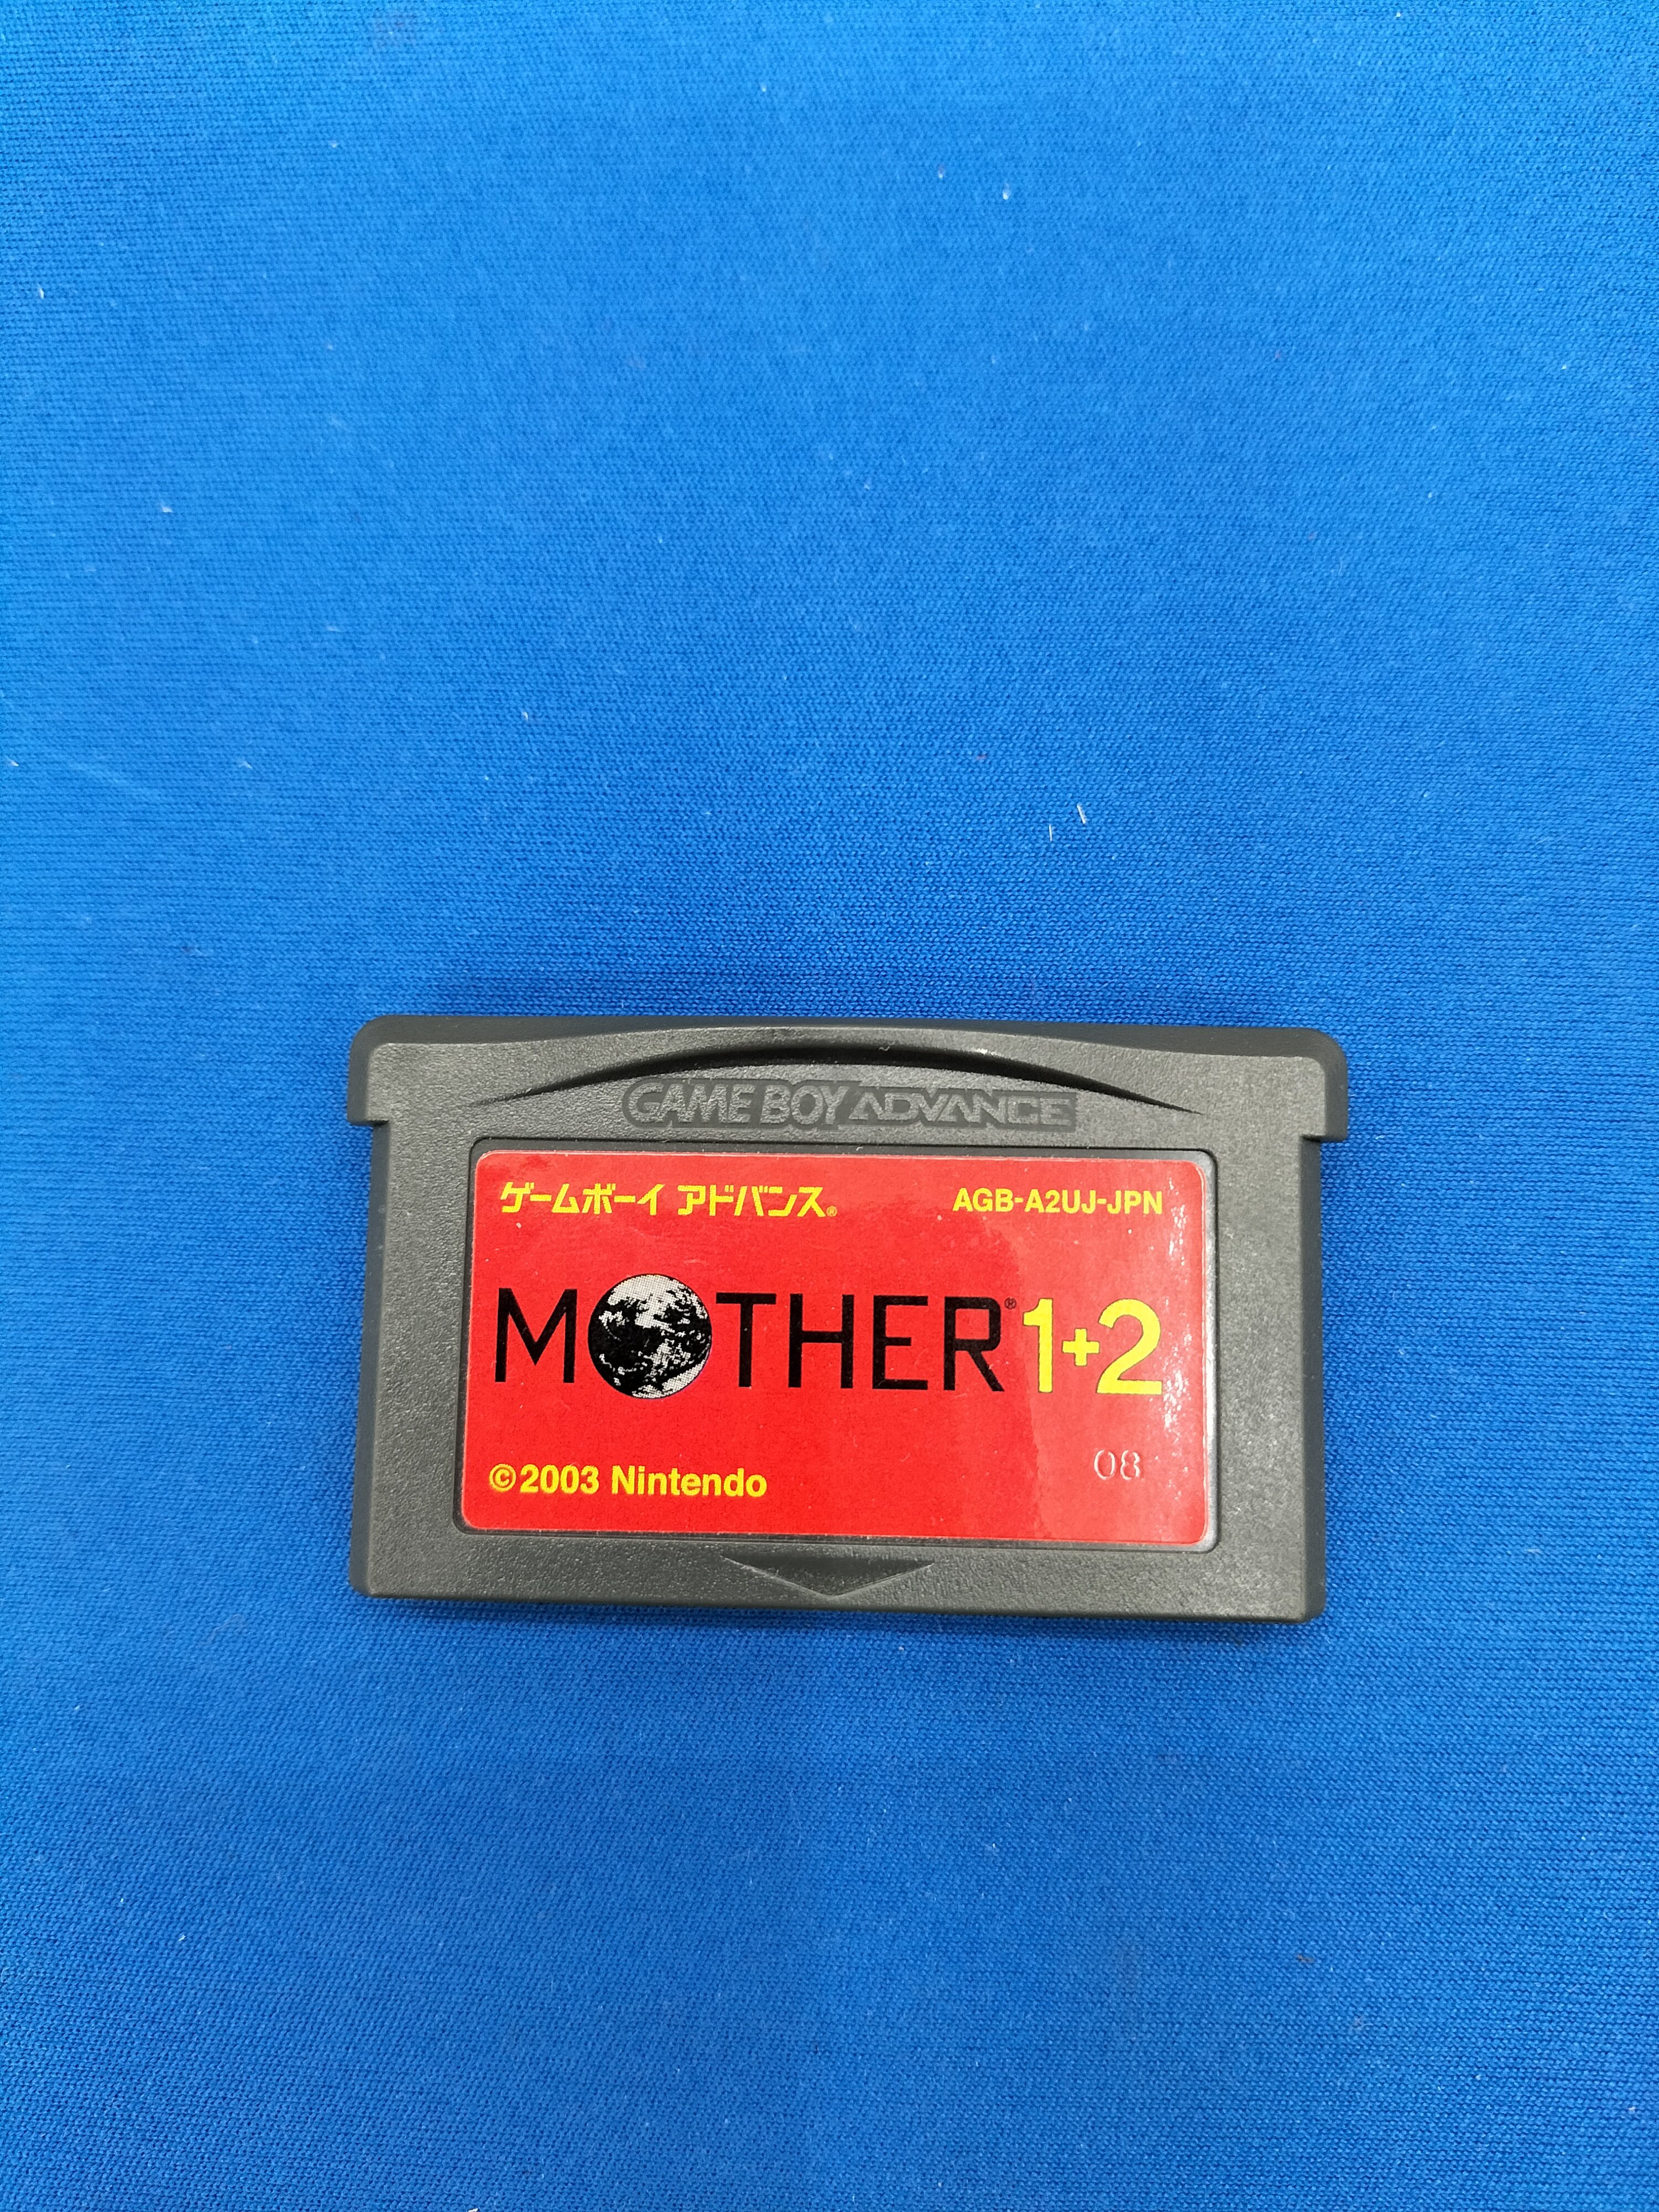 GAME BOY ADVANCE
ゲームボーイ アドバンス® AGB-A2UJ-JPN
MOTHER® 1+2
©2003 Nintendo 08